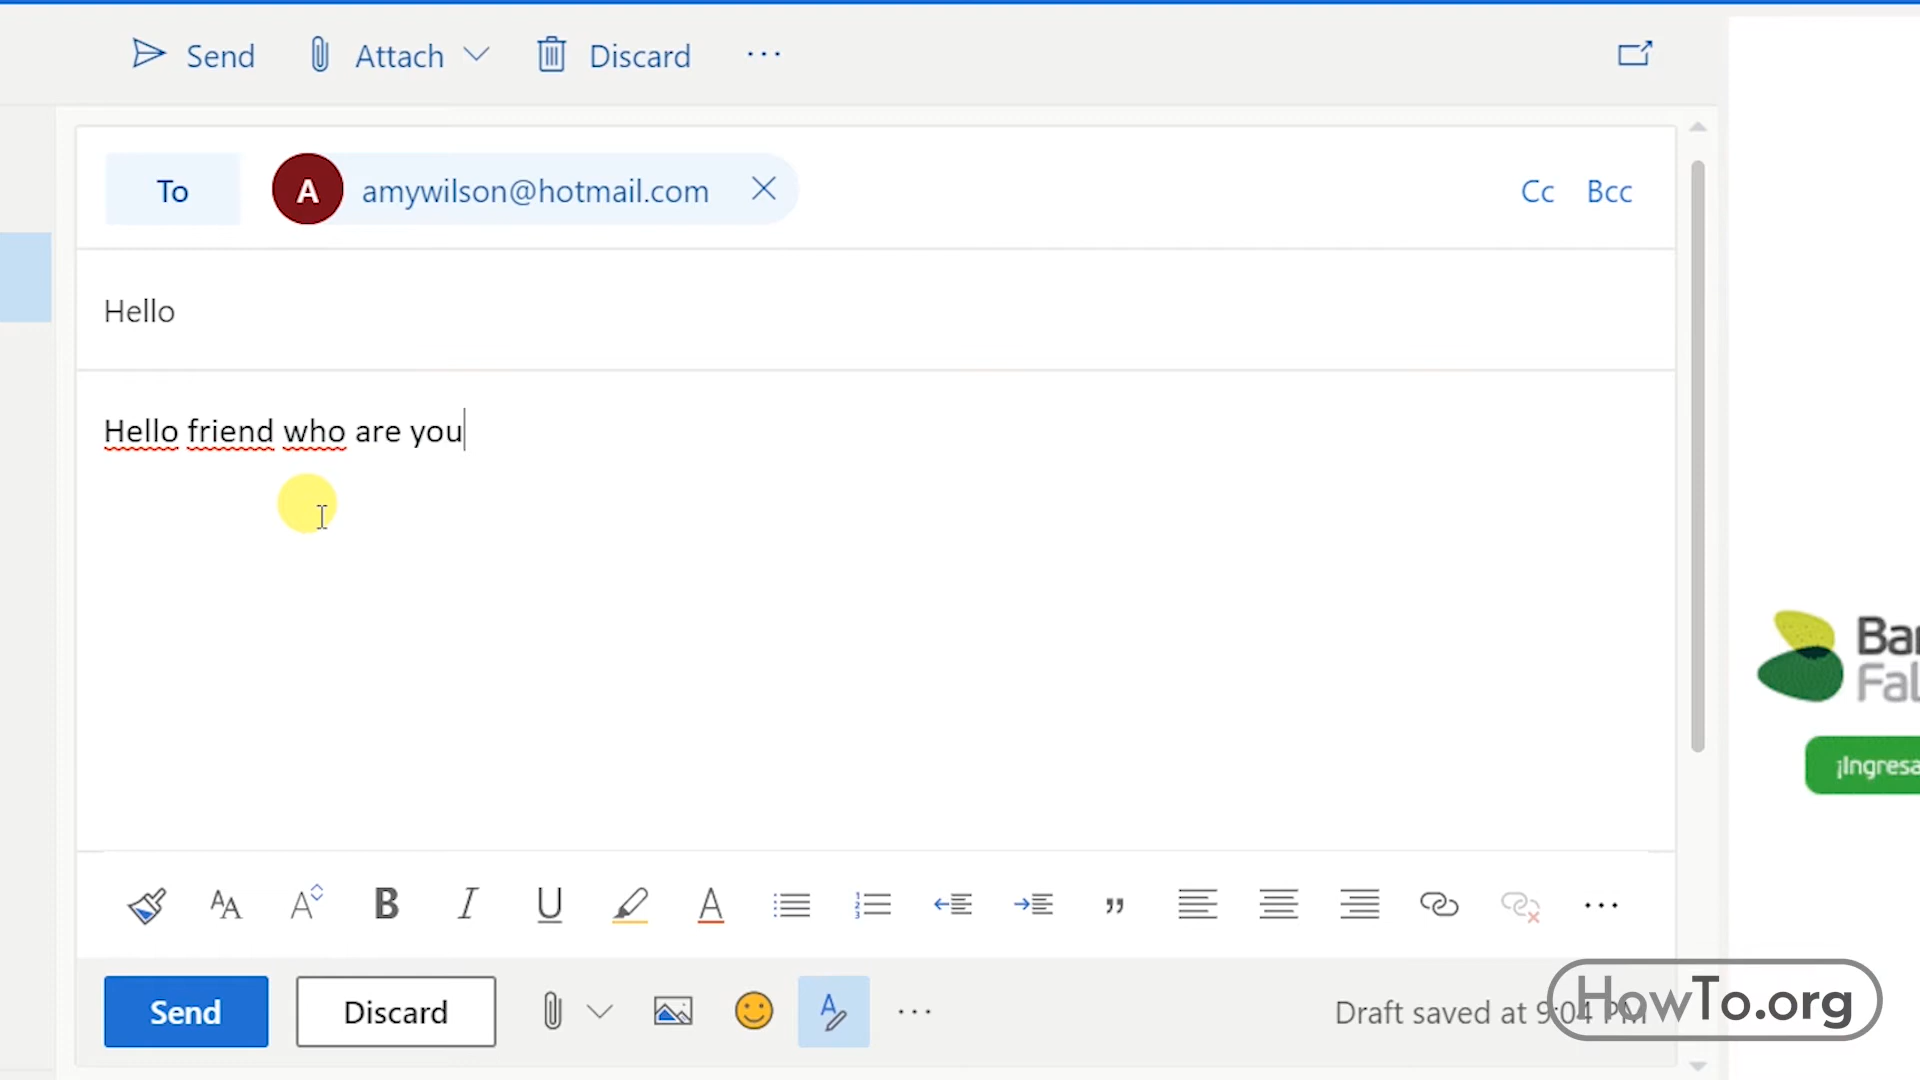 Send Attach Discard
To A amywilson@hotmail.com Cc Bcc
Hello
Hello friend who are you
¡Ingresa
Send Discard Draft saved at 9:04 PM
HowTo.org